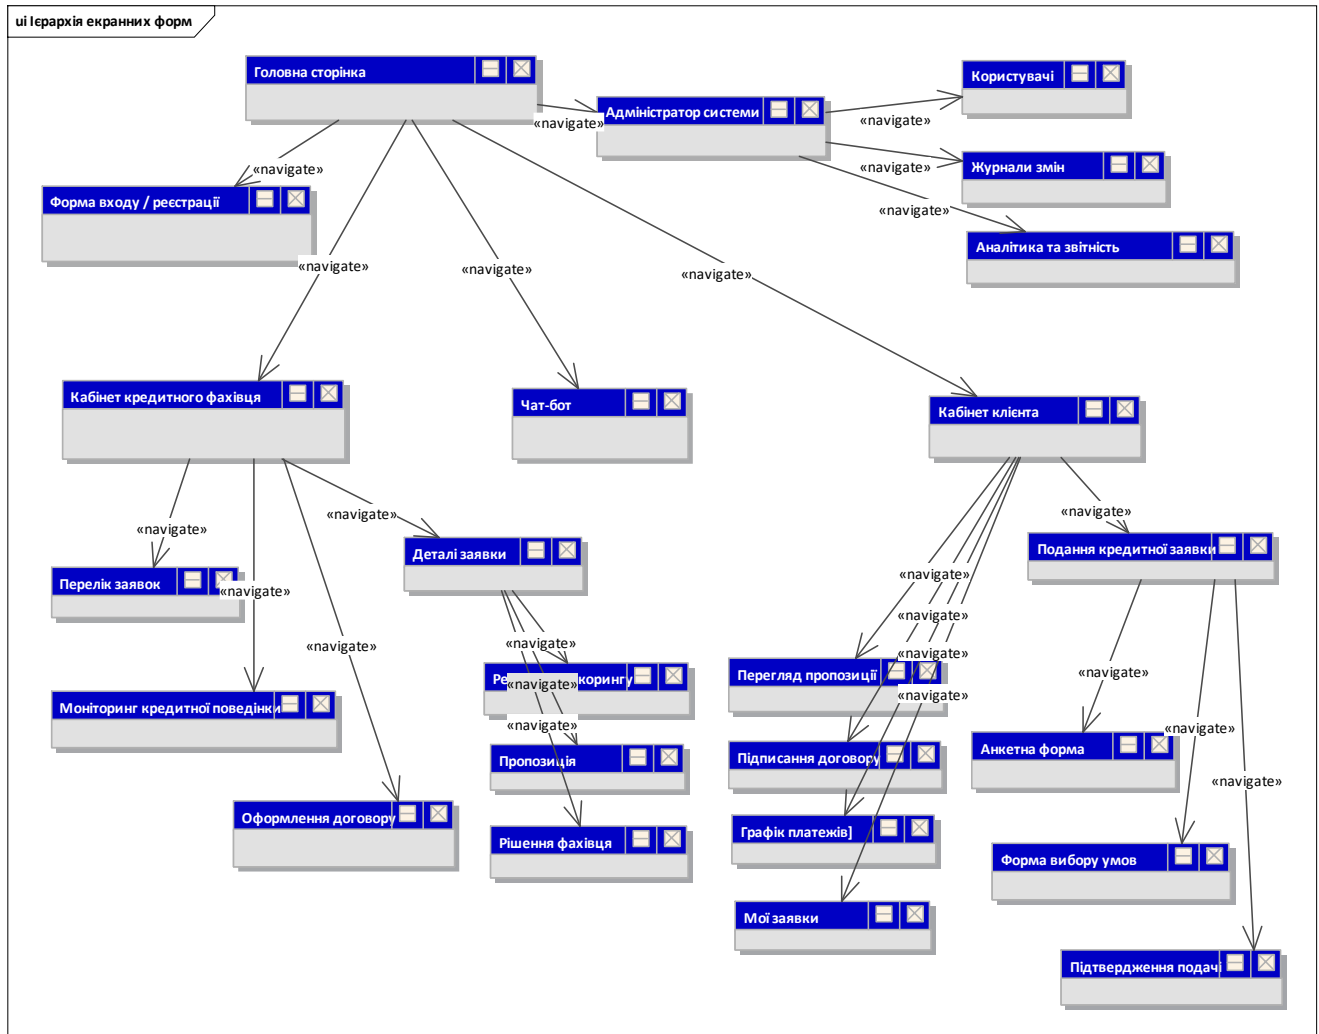 ui Ієрархія екранних форм
Головна сторінка
Користувачі
Адміністратор системи
«navigate»
«navigate»
Журнали змін
«navigate»
«navigate»
Форма входу / реєстрації
«navigate»
Аналітика та звітність
«navigate»
«navigate»
«navigate»
Кабінет кредитного фахівця
Чат-бот
Кабінет клієнта
«navigate»
«navigate»
«navigate»
Деталі заявки
Подання кредитної заявки
Перелік заявок
«navigate»
«navigate»
«navigate»
«navigate»
«navigate»
«navigate»
Перегляд пропозиції
«navigate»
«navigate»
Моніторинг кредитної поведінки
«navigate»
«navigate»
Анкетна форма
Пропозиція
Підписання договору
«navigate»
Оформлення договору
Графік платежів]
Рішення фахівця
Форма вибору умов
Мої заявки
Підтвердження подачі